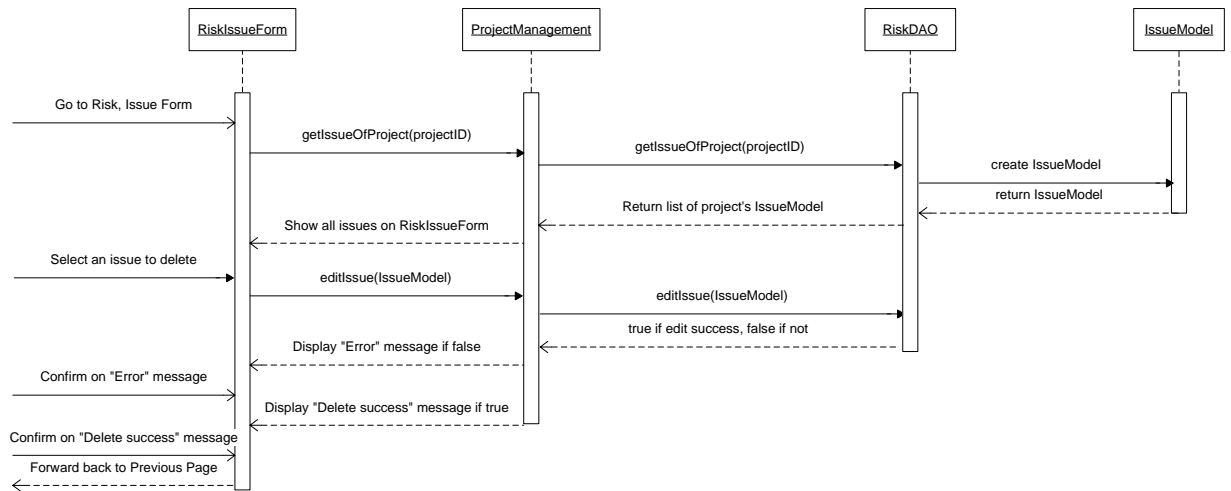 RiskIssueForm
ProjectManagement
RiskDAO
IssueModel
Go to Risk, Issue Form
getIssueOfProject(projectID)
getIssueOfProject(projectID)
create IssueModel
return IssueModel
Return list of project's IssueModel
Show all issues on RiskIssueForm
Select an issue to delete
editIssue(IssueModel)
editIssue(IssueModel)
true if edit success, false if not
Display "Error" message if false
Confirm on "Error" message
Display "Delete success" message if true
Confirm on "Delete success" message
Forward back to Previous Page